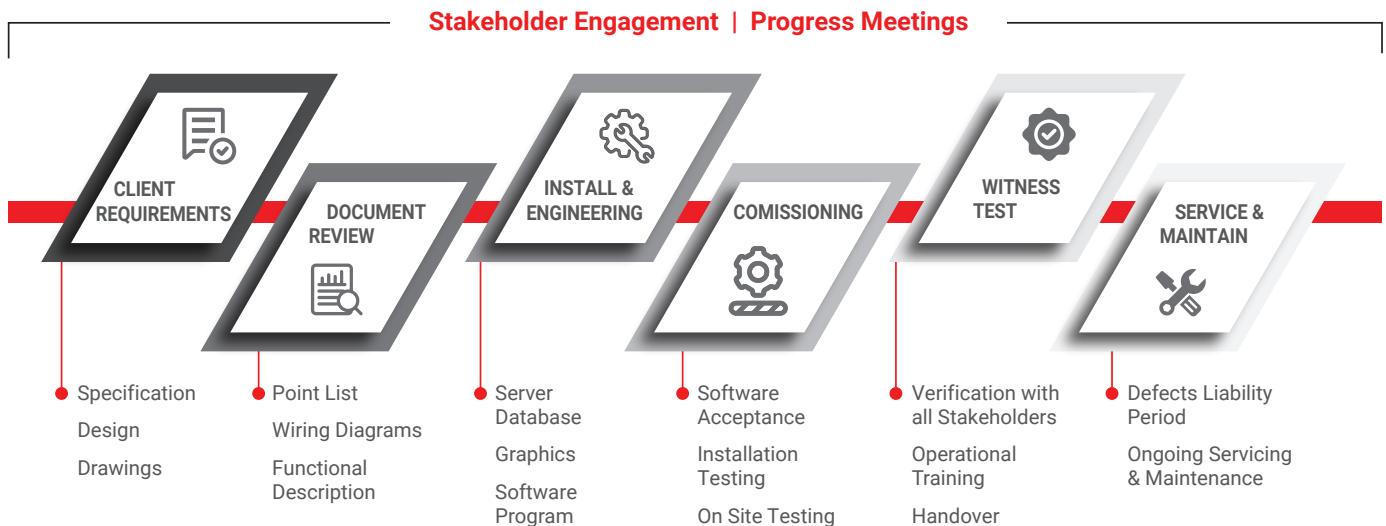 Stakeholder Engagement | Progress Meetings
CLIENT
REQUIREMENTS
DOCUMENT
REVIEW
INSTALL &
ENGINEERING
COMISSIONING
WITNESS
TEST
SERVICE &
MAINTAIN
Specification
Design
Drawings
Point List
Wiring Diagrams
Functional
Description
Server
Database
Graphics
Software
Program
Software
Acceptance
Installation
Testing
On Site Testing
Verification with
all Stakeholders
Operational
Training
Handover
Defects Liability
Period
Ongoing Servicing
& Maintenance